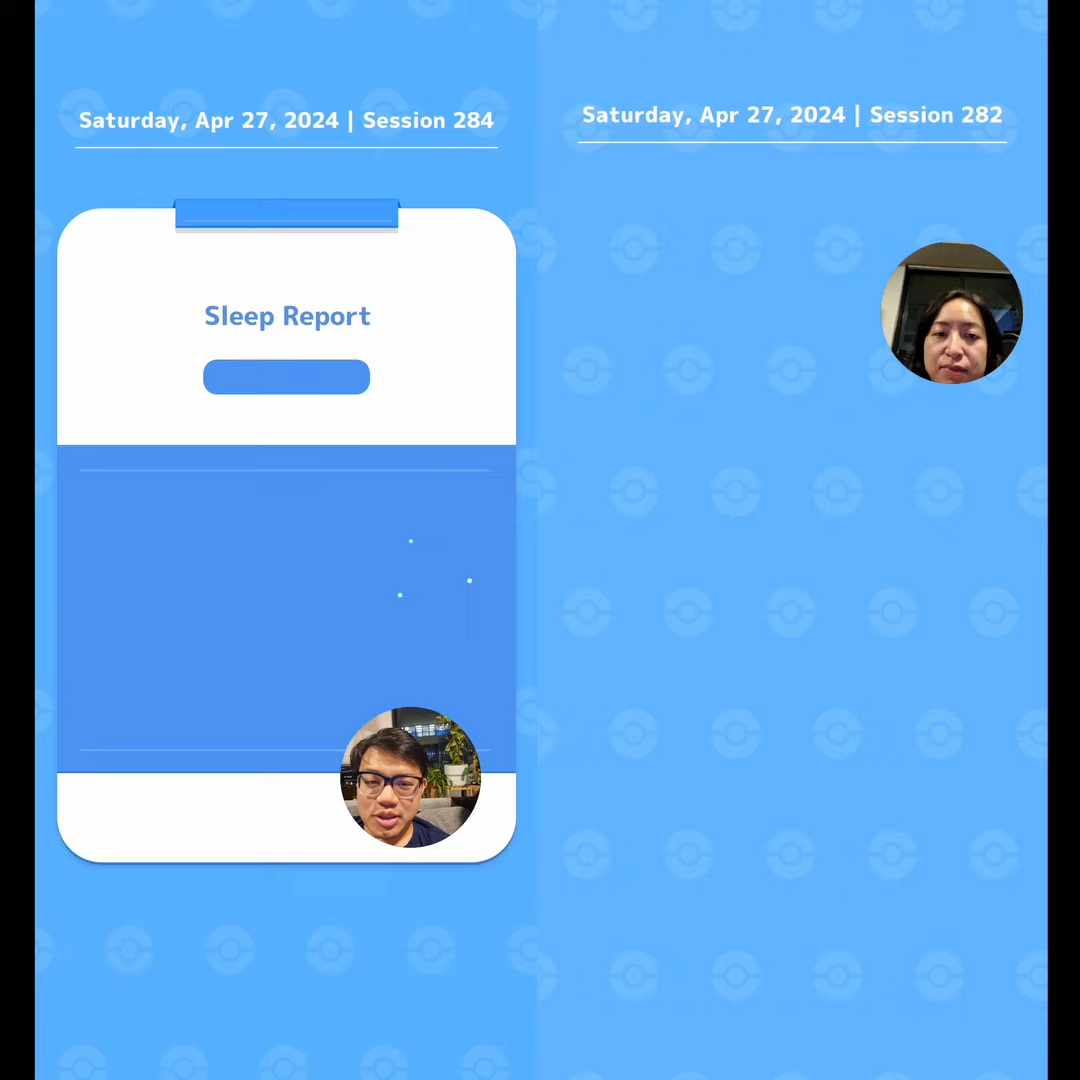 Saturday, Apr 27, 2024 | Session 284
Sleep Report
Saturday, Apr 27, 2024 | Session 282